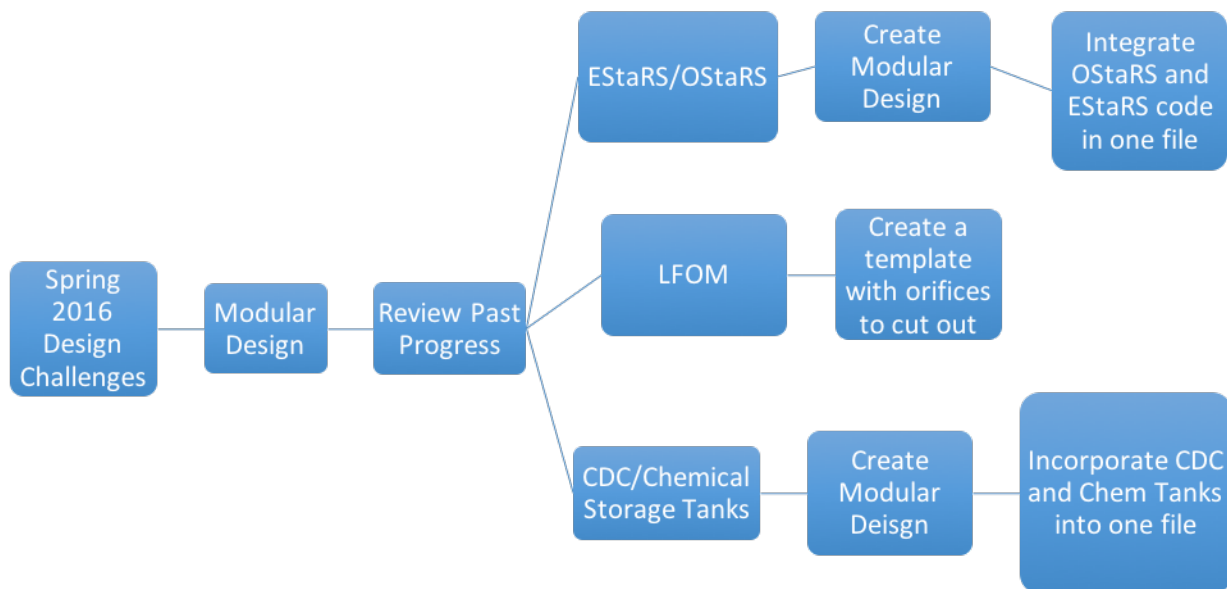 Spring
2016
Design
Challenges
Modular
Design
Review Past
Progress
EStaRS/OStaRS
Create
Modular
Design
Integrate
OStaRS and
EStaRS code
in one file
LFOM
Create a
template
with orifices
to cut out
CDC/Chemical
Storage Tanks
Create
Modular
Deisgn
Incorporate CDC
and Chem Tanks
into one file